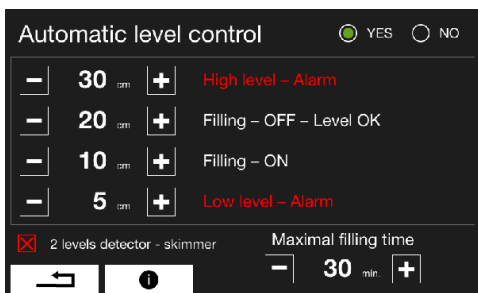 Automatic level control YES NO
30 cm High level – Alarm
20 cm Filling – OFF – Level OK
10 cm Filling – ON
5 cm Low level – Alarm
2 levels detector - skimmer
Maximal filling time
30 min.